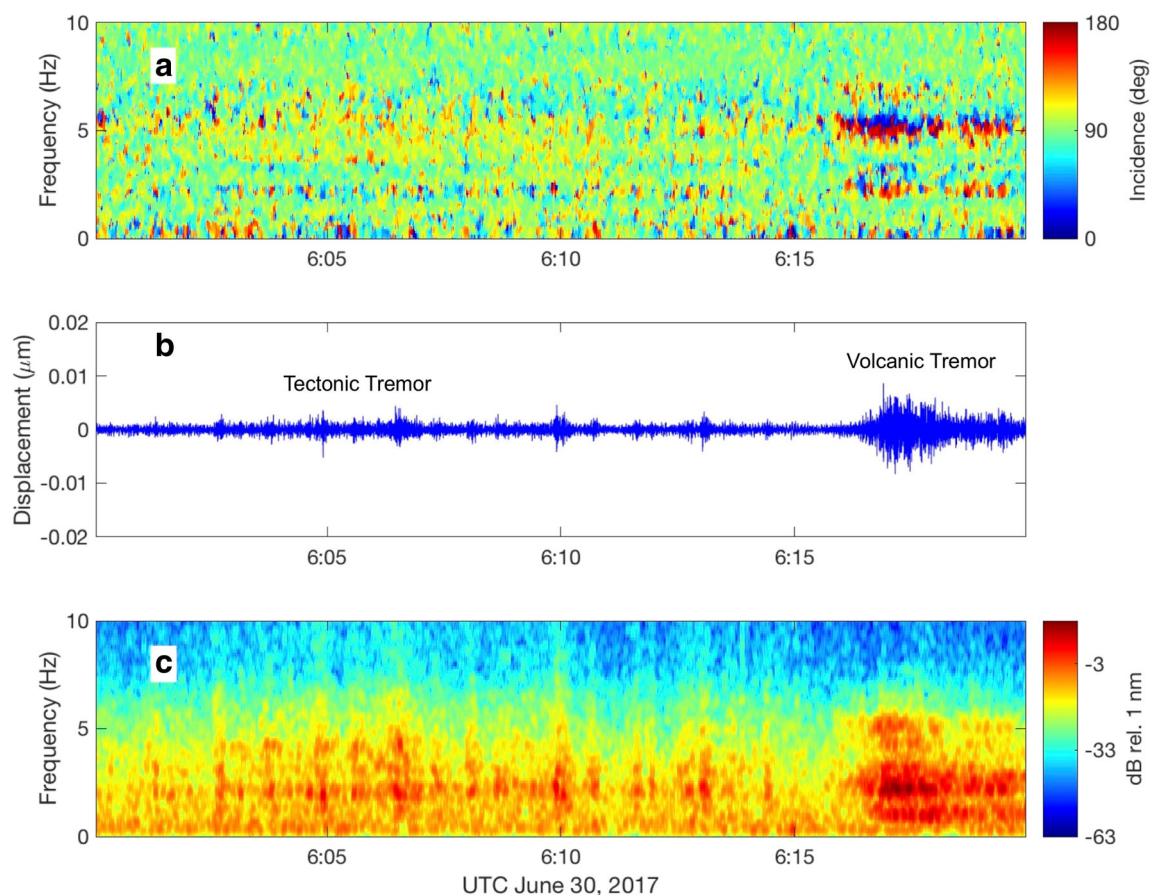 a
10
5
0
Frequency (Hz)
6:05 6:10 6:15
180
90
0
Incidence (deg)
b
0.02
0.01
0
-0.01
-0.02
Displacement (μm)
Tectonic Tremor
Volcanic Tremor
6:05 6:10 6:15
c
10
5
0
Frequency (Hz)
6:05 6:10 6:15
UTC June 30, 2017
-3
-33
-63
dB rel. 1 nm